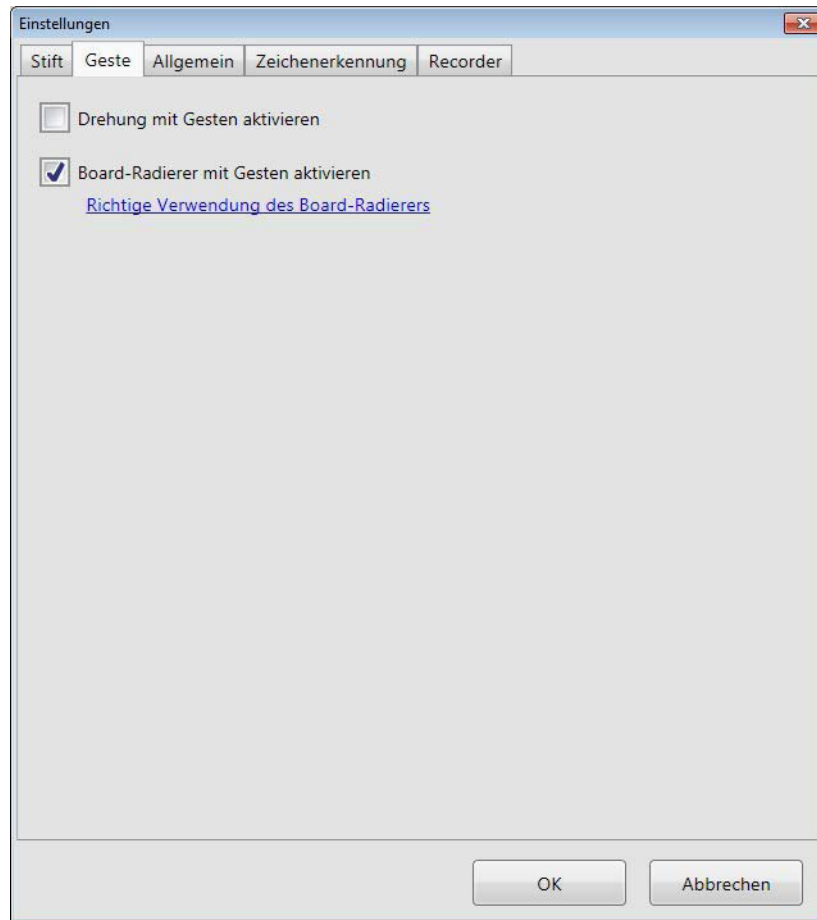 Einstellungen
Stift Geste Allgemein Zeichenerkennung Recorder
Drehung mit Gesten aktivieren
Board-Radierer mit Gesten aktivieren
Richtige Verwendung des Board-Radierers
OK Abbrechen